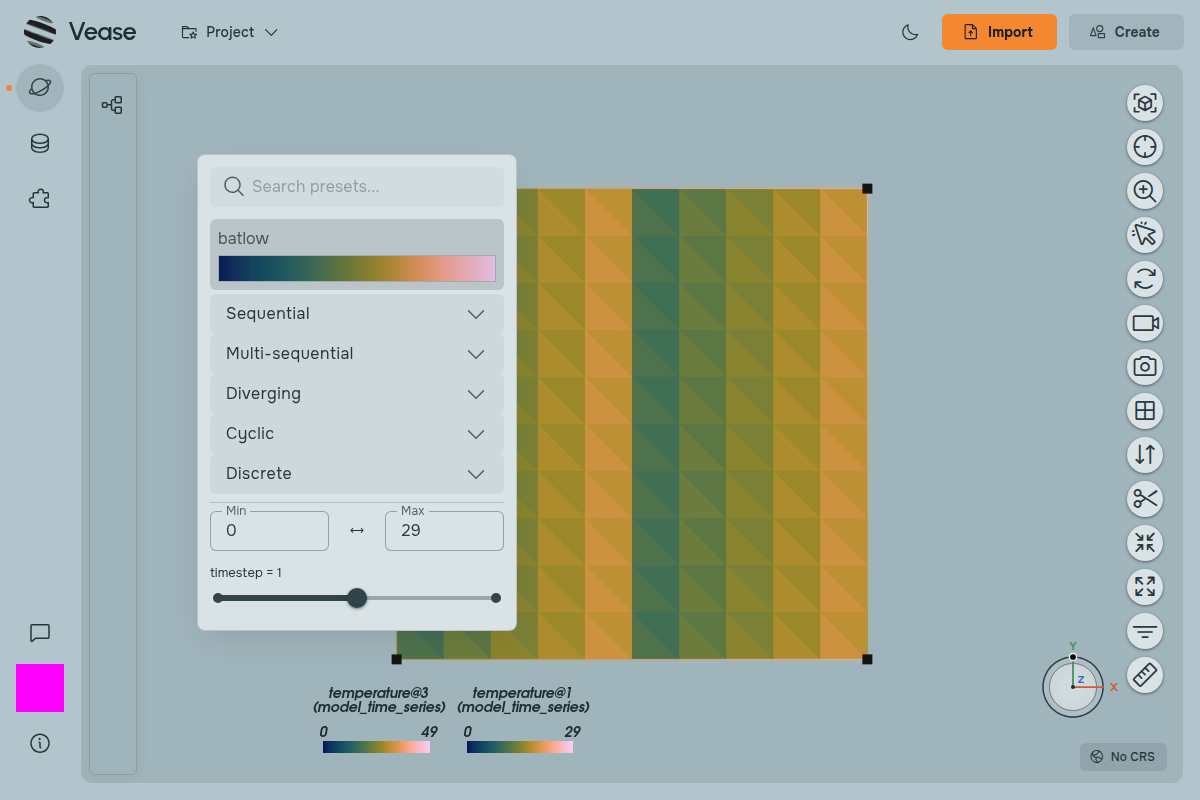 Vease
Project
Import
Create
Search presets...
batlow
Sequential
Multi-sequential
Diverging
Cyclic
Discrete
Min
Max
0
29
timestep = 1
temperature@3
(model_time_series)
0
49
temperature@1
(model_time_series)
0
29
Y
Z
X
No CRS